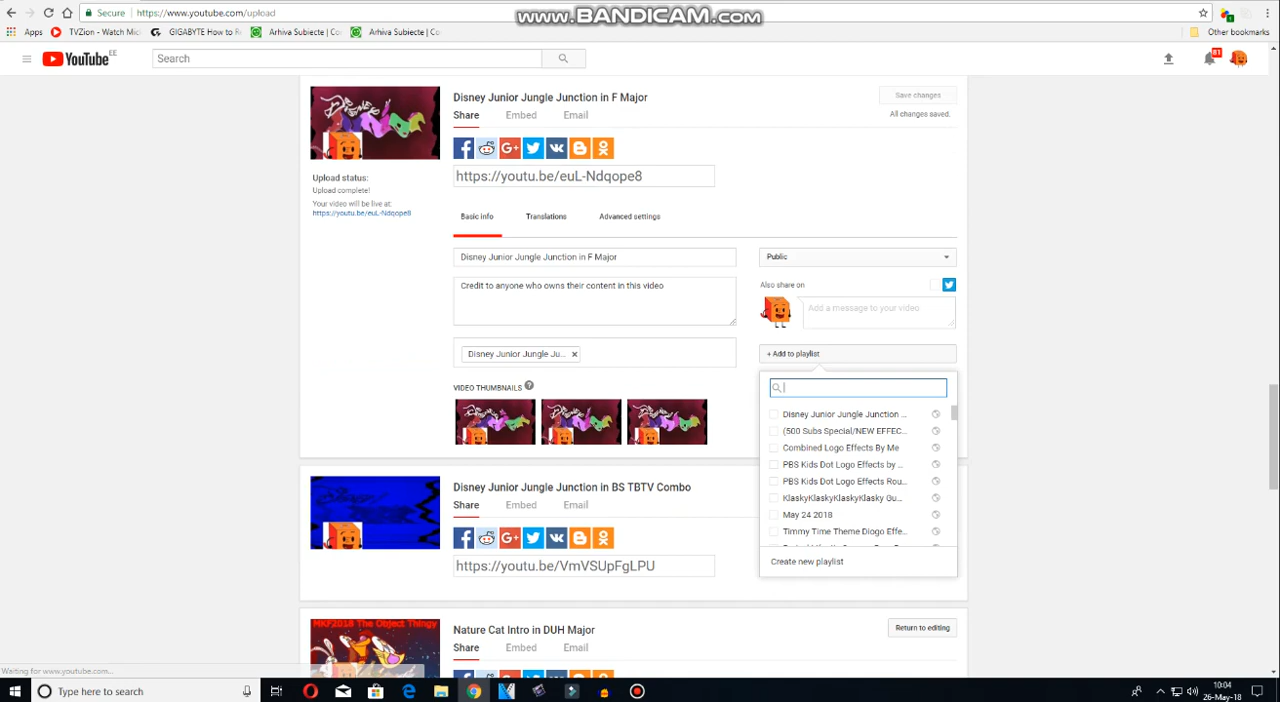 www.BANDICAM.com
Secure https://www.youtube.com/upload
Apps TVZion - Watch Mic GIGABYTE How to R Arhiva Subiecte | Co Arhiva Subiecte | Co Other bookmarks
YouTube EE Search 81
Disney Junior Jungle Junction in F Major Save changes
Share Embed Email All changes saved.
https://youtu.be/euL-Ndqope8
Upload status:
Upload complete!
Your video will be live at:
https://youtu.be/euL-Ndqope8
Basic info Translations Advanced settings
Disney Junior Jungle Junction in F Major Public
Credit to anyone who owns their content in this video Also share on
Add a message to your video
Disney Junior Jungle Ju... × + Add to playlist
VIDEO THUMBNAILS ?
Disney Junior Jungle Junction ...
(500 Subs Special/NEW EFFEC...
Combined Logo Effects By Me
PBS Kids Dot Logo Effects by ...
PBS Kids Dot Logo Effects Rou...
KlaskyKlaskyKlaskyKlasky Gu...
May 24 2018
Timmy Time Theme Diogo Effe...
Create new playlist
Disney Junior Jungle Junction in BS TBTV Combo
Share Embed Email
https://youtu.be/VmVSUpFgLPU
MKF2018 The Object Thingy
Nature Cat Intro in DUH Major Return to editing
Share Embed Email
Waiting for www.youtube.com...
Type here to search 10:04
26-May-18